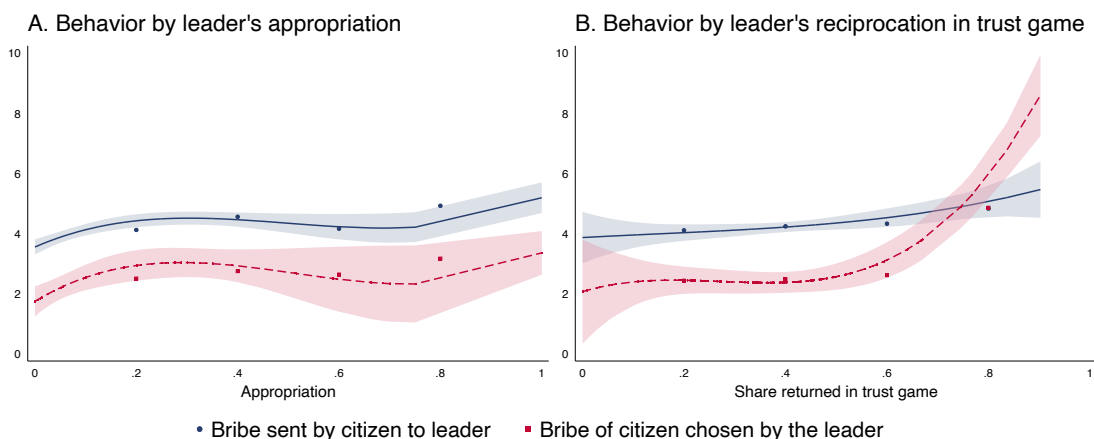 A. Behavior by leader's appropriation
10
8
6
4
2
0
0 .2 .4 .6 .8 1
Appropriation
B. Behavior by leader's reciprocation in trust game
10
8
6
4
2
0
0 .2 .4 .6 .8 1
Share returned in trust game
Bribe sent by citizen to leader
Bribe of citizen chosen by the leader